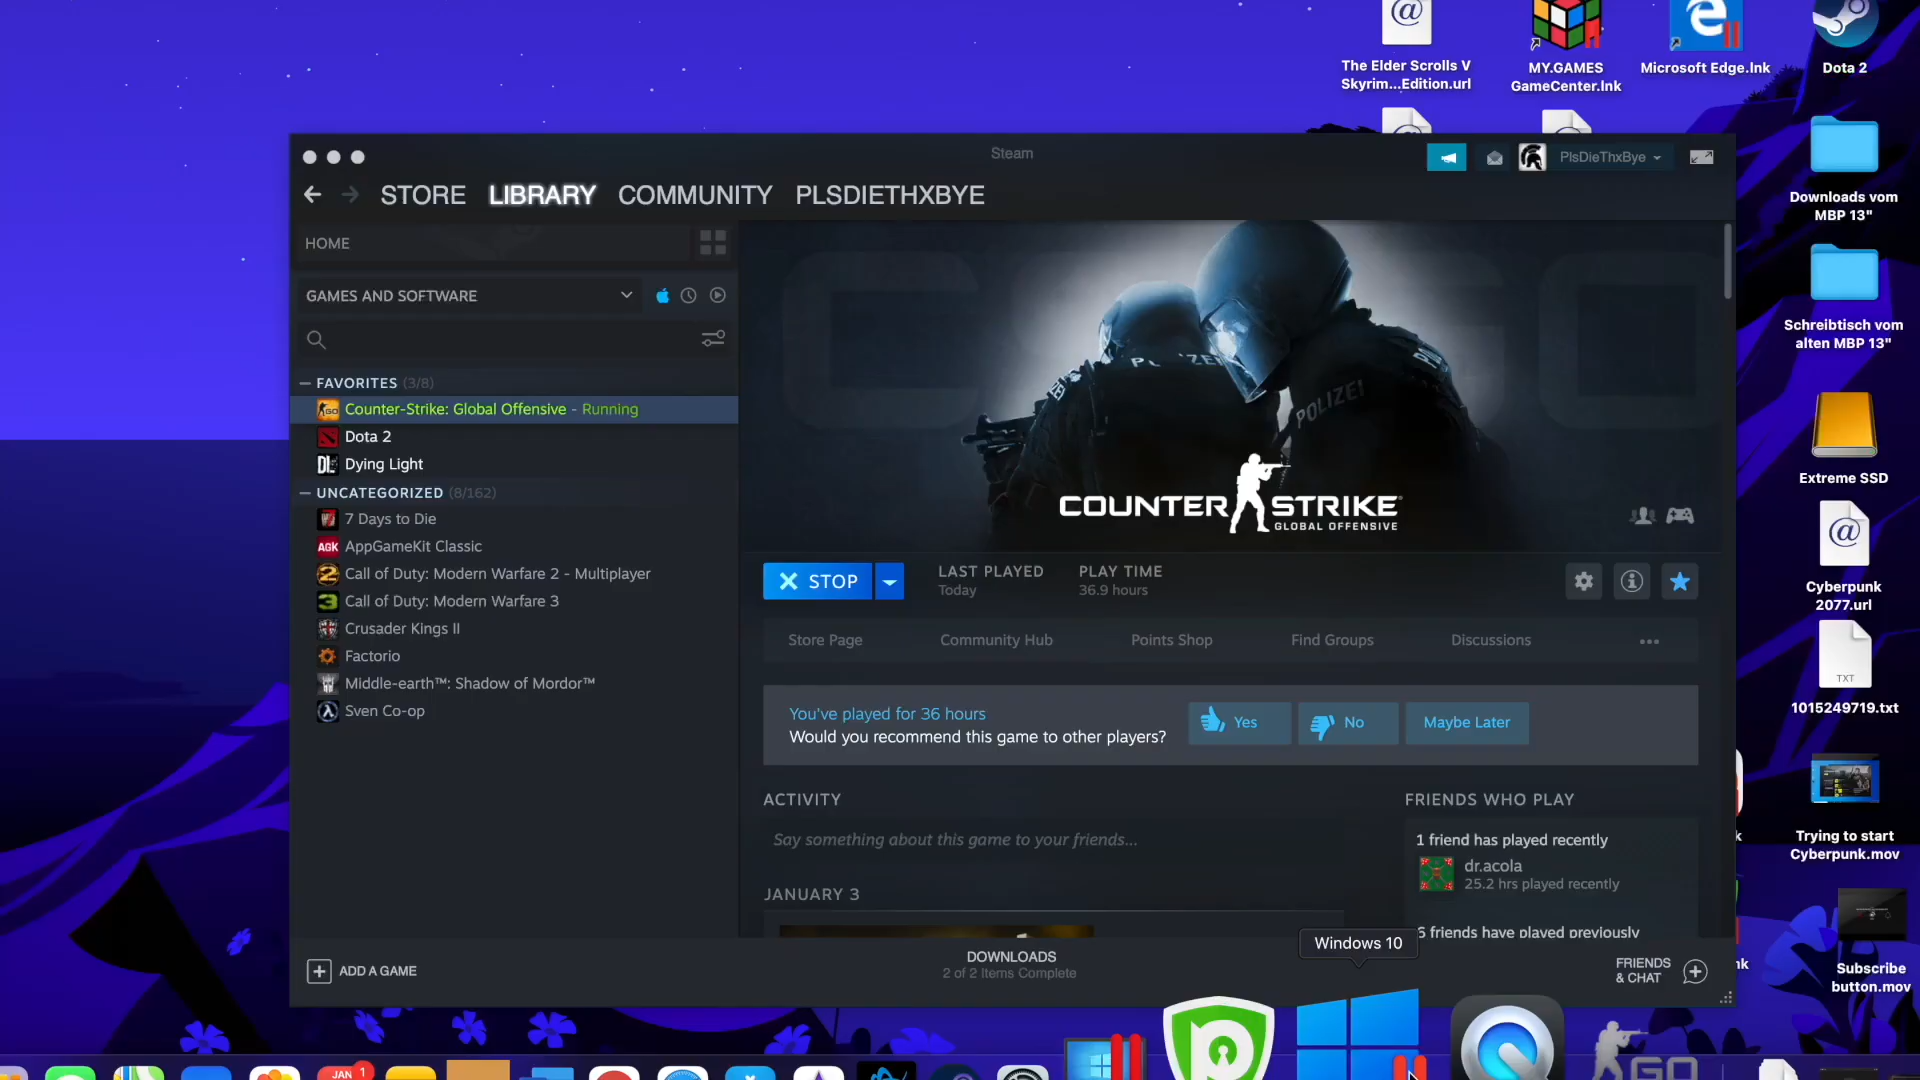 The Elder Scrolls V
Skyrim...Edition.url
MY.GAMES
GameCenter.lnk
Microsoft Edge.lnk
Dota 2
Steam
PlsDieThxBye
STORE LIBRARY COMMUNITY PLSDIETHXBYE
Downloads vom
MBP 13"
HOME
GAMES AND SOFTWARE
Schreibtisch vom
alten MBP 13"
FAVORITES (3/8)
Counter-Strike: Global Offensive - Running
Dota 2
Dying Light
UNCATEGORIZED (8/162)
7 Days to Die
AGK AppGameKit Classic
Call of Duty: Modern Warfare 2 - Multiplayer
Call of Duty: Modern Warfare 3
Crusader Kings II
Factorio
Middle-earth™: Shadow of Mordor™
Sven Co-op
POLIZEI
COUNTER STRIKE
GLOBAL OFFENSIVE
Extreme SSD
STOP
LAST PLAYED
Today
PLAY TIME
36.9 hours
Cyberpunk
2077.url
Store Page
Community Hub
Points Shop
Find Groups
Discussions
TXT
1015249719.txt
You've played for 36 hours
Would you recommend this game to other players?
Yes
No
Maybe Later
ACTIVITY
Say something about this game to your friends...
JANUARY 3
FRIENDS WHO PLAY
1 friend has played recently
dr.acola
25.2 hrs played recently
6 friends have played previously
Trying to start
Cyberpunk.mov
Windows 10
ADD A GAME
DOWNLOADS
2 of 2 Items Complete
FRIENDS
& CHAT
Subscribe
button.mov
JAN 1
GO